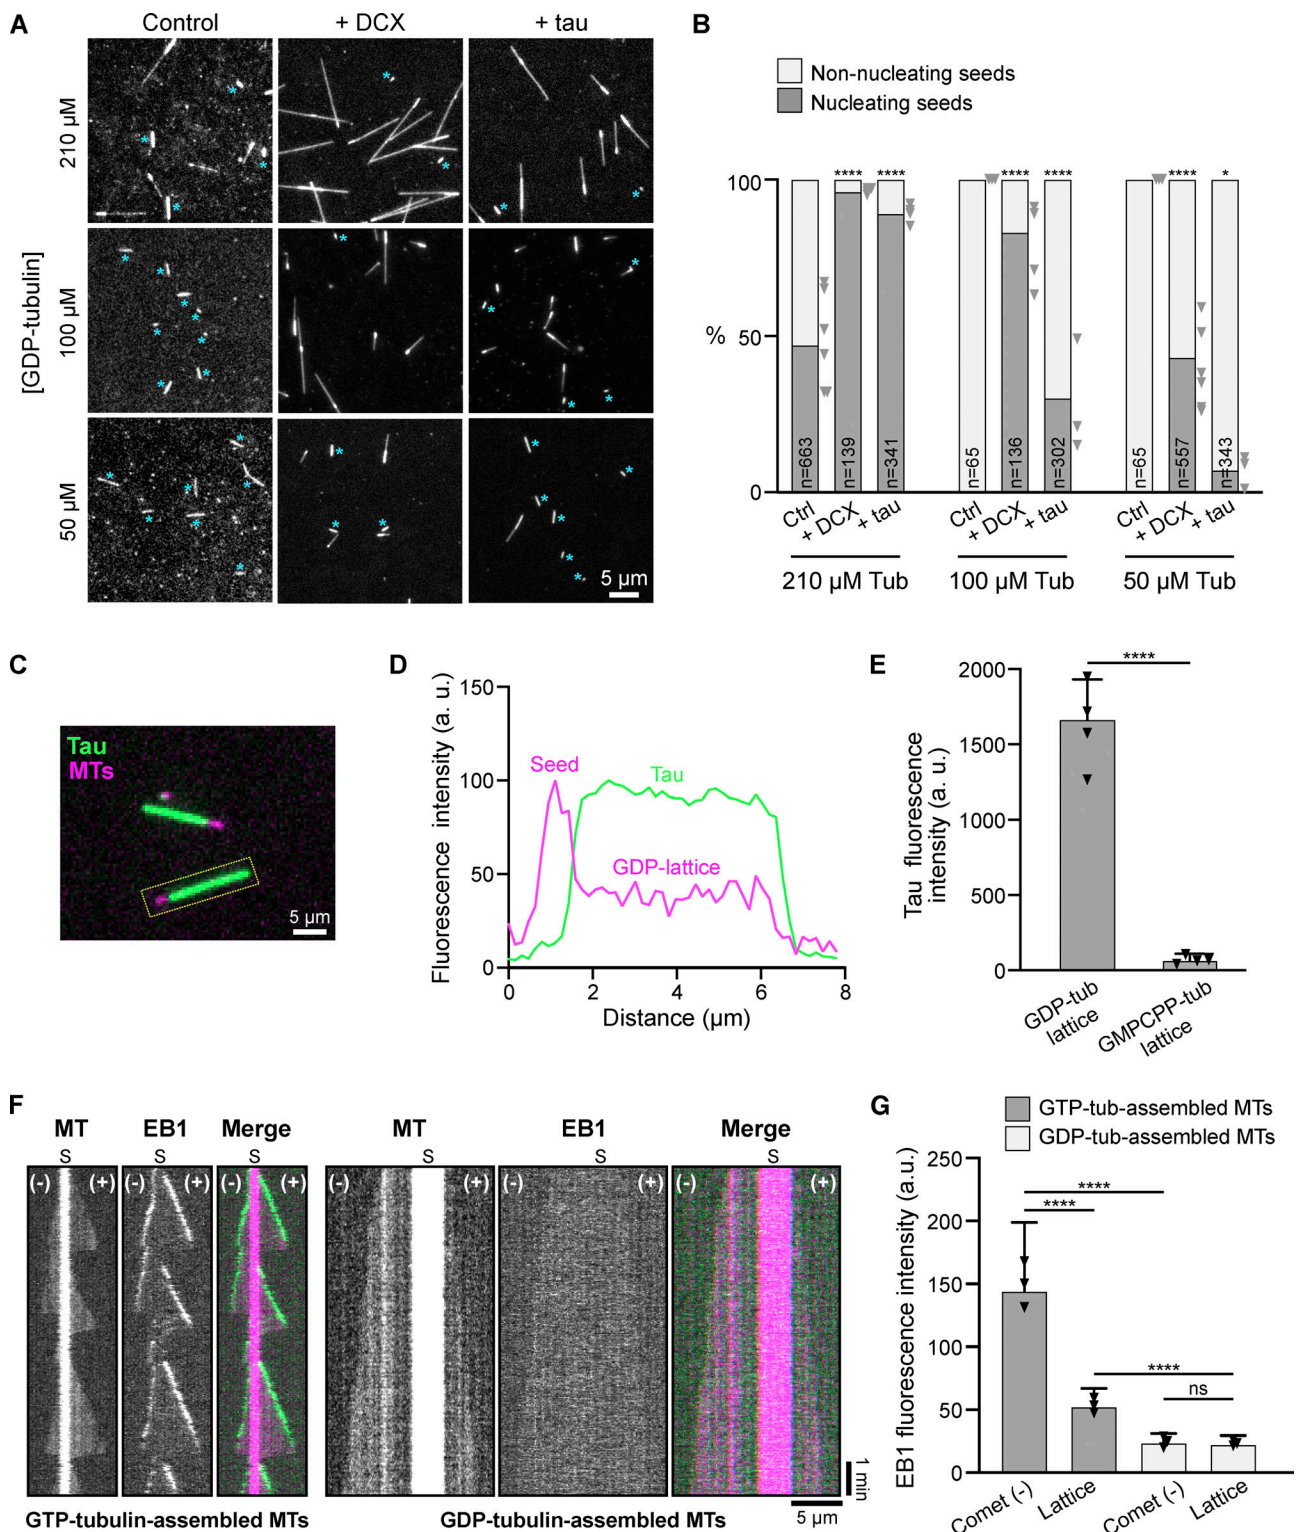 A
Control
+ DCX
+ tau
[GDP-tubulin]
210 µM
100 µM
50 µM
* * * * * * * * * * * * * * * * * * * * * * * * * * * * * * * * * * *
5 µm
B
Non-nucleating seeds
Nucleating seeds
%
100
50
0
**** **** **** **** **** *
n=663 n=139 n=341 n=65 n=136 n=302 n=65 n=557 n=343
Ctrl + DCX + tau Ctrl + DCX + tau Ctrl + DCX + tau
210 µM Tub 100 µM Tub 50 µM Tub
C
Tau
MTs
5 µm
D
Fluorescence intensity (a. u.)
150
100
50
0
Seed
Tau
GDP-lattice
0 2 4 6 8
Distance (µm)
E
Tau fluorescence
intensity (a. u.)
2000
1500
1000
500
0
****
GDP-tub
lattice
GMPCPP-tub
lattice
F
MT EB1 Merge MT EB1 Merge
S S S S S S
(-) (+) (-) (+) (-) (+) (-) (+) (-) (+) (-) (+)
1 min
5 µm
GTP-tubulin-assembled MTs
GDP-tubulin-assembled MTs
G
GTP-tub-assembled MTs
GDP-tub-assembled MTs
EB1 fluorescence intensity (a.u.)
250
200
150
100
50
0
****
****
****
ns
Comet (-) Lattice Comet (-) Lattice